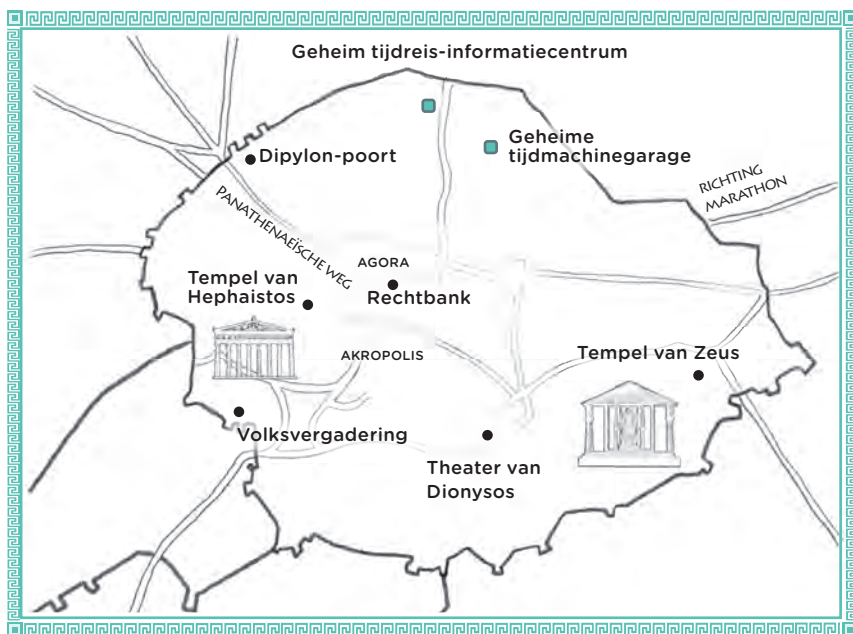 Geheim tijdreis-informatiecentrum
Geheime
tijdmachinegarage
Dipylon-poort
RICHTING
MARATHON
PANATHENAEÏSCHE WEG
AGORA
Tempel van
Hephaistos
Rechtbank
AKROPOLIS
Tempel van Zeus
Volksvergadering
Theater van
Dionysos